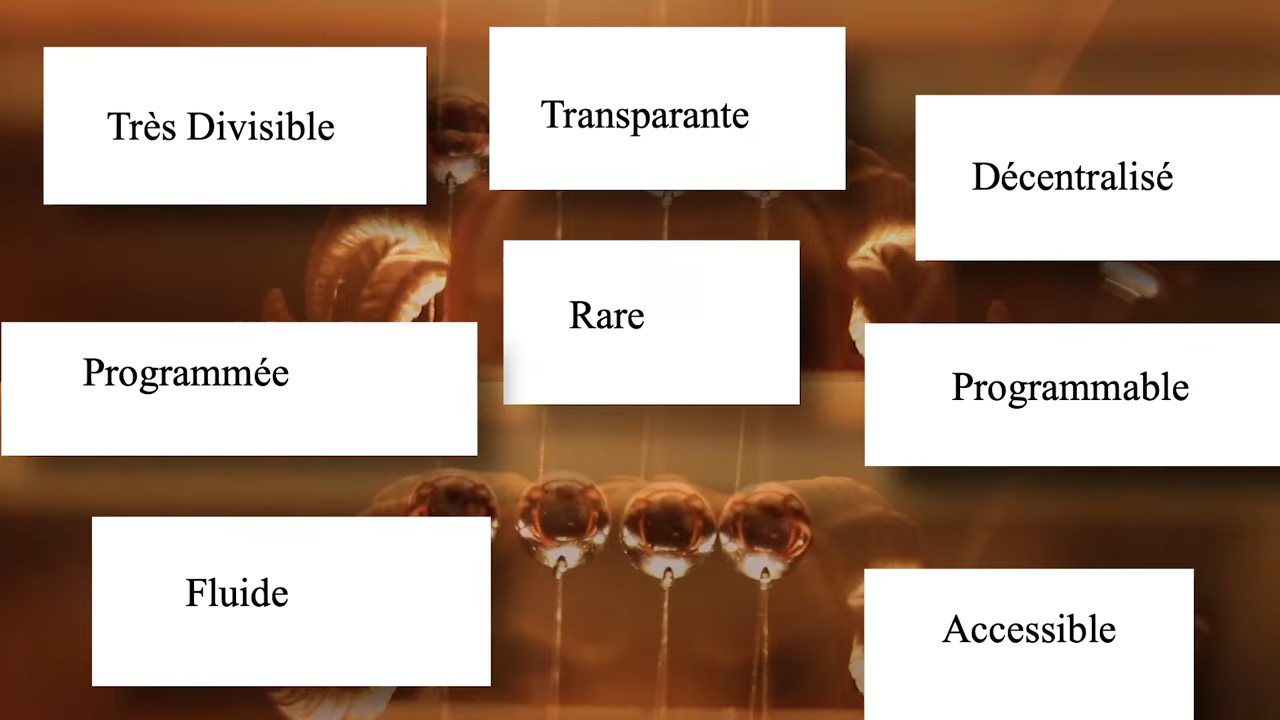 Très Divisible
Transparante
Décentralisé
Rare
Programmée
Programmable
Fluide
Accessible